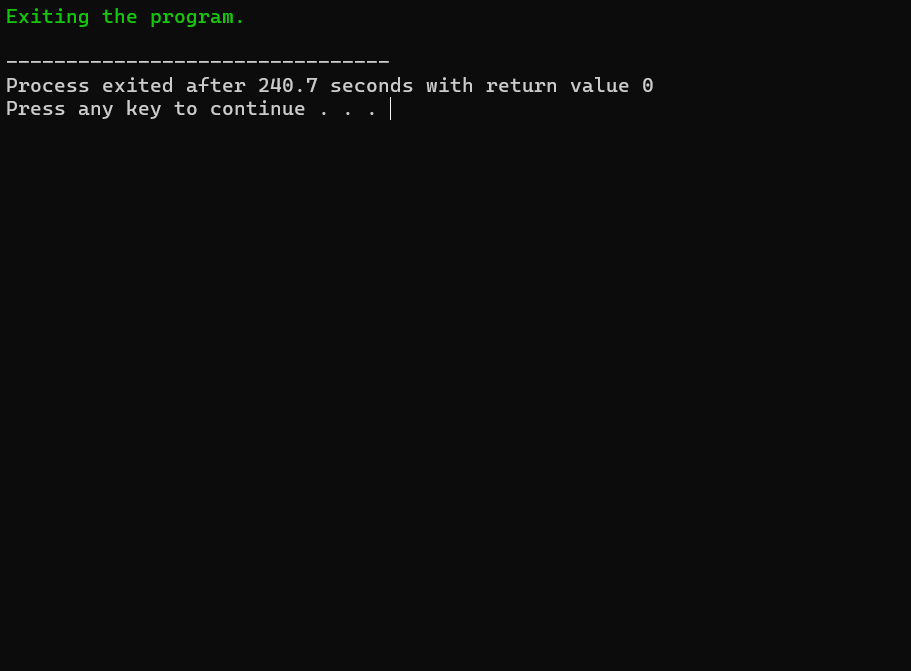 Exiting the program.
--------------------------------
Process exited after 240.7 seconds with return value 0
Press any key to continue . . .